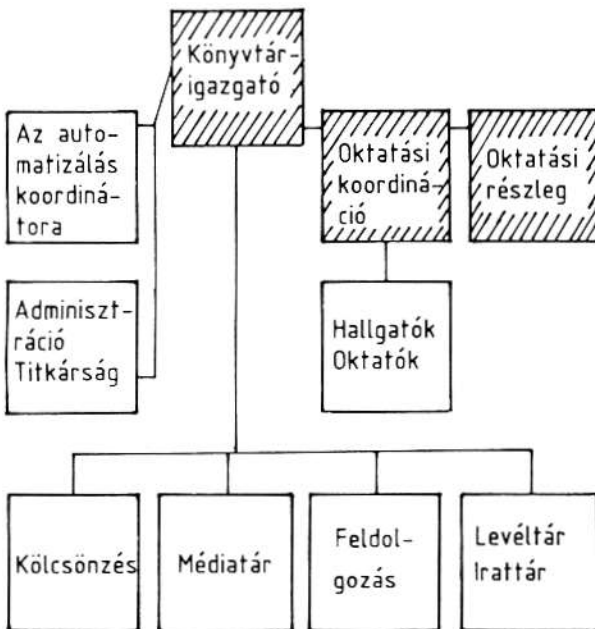 Könyvtár-
igazgató
Az auto-
matizálás
koordiná-
tora
Oktatási
koordiná-
ció
Oktatási
részleg
Adminiszt-
ráció
Titkárság
Hallgatók
Oktatók
Kölcsönzés
Médiatár
Feldol-
gozás
Levéltár
Irattár